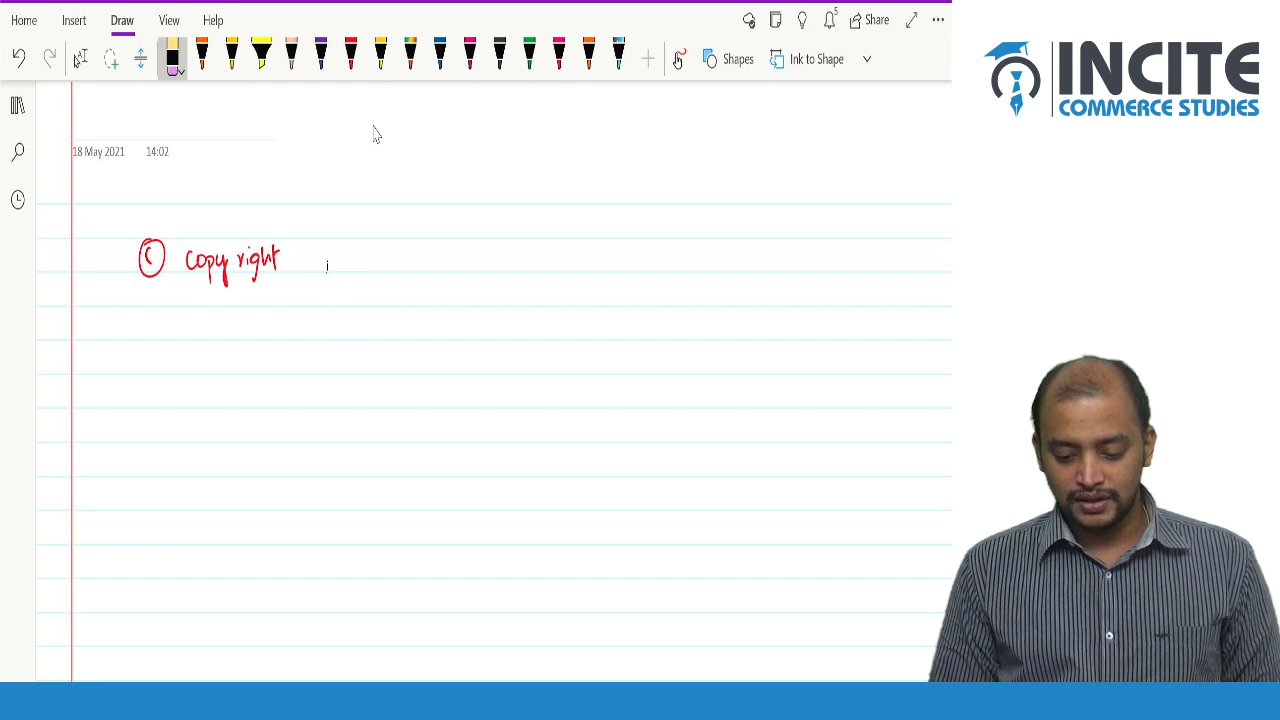 Home Insert Draw View Help
5
Share
Shapes
Ink to Shape
INCITE
COMMERCE STUDIES
18 May 2021 14:02
© copy right